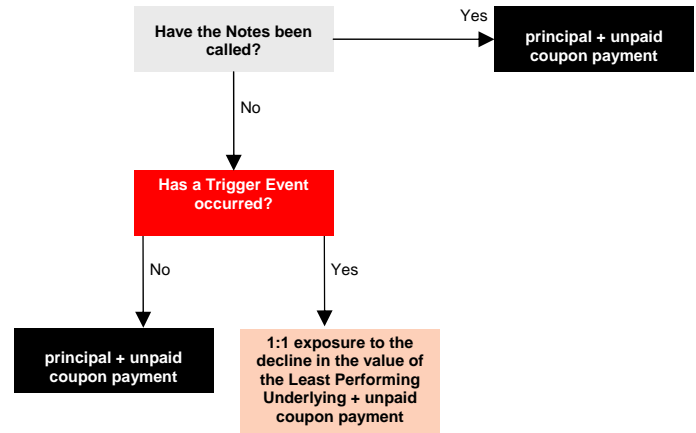 Have the Notes been
called?
Yes
principal + unpaid
coupon payment
No
Has a Trigger Event
occurred?
No
Yes
principal + unpaid
coupon payment
1:1 exposure to the
decline in the value of
the Least Performing
Underlying + unpaid
coupon payment